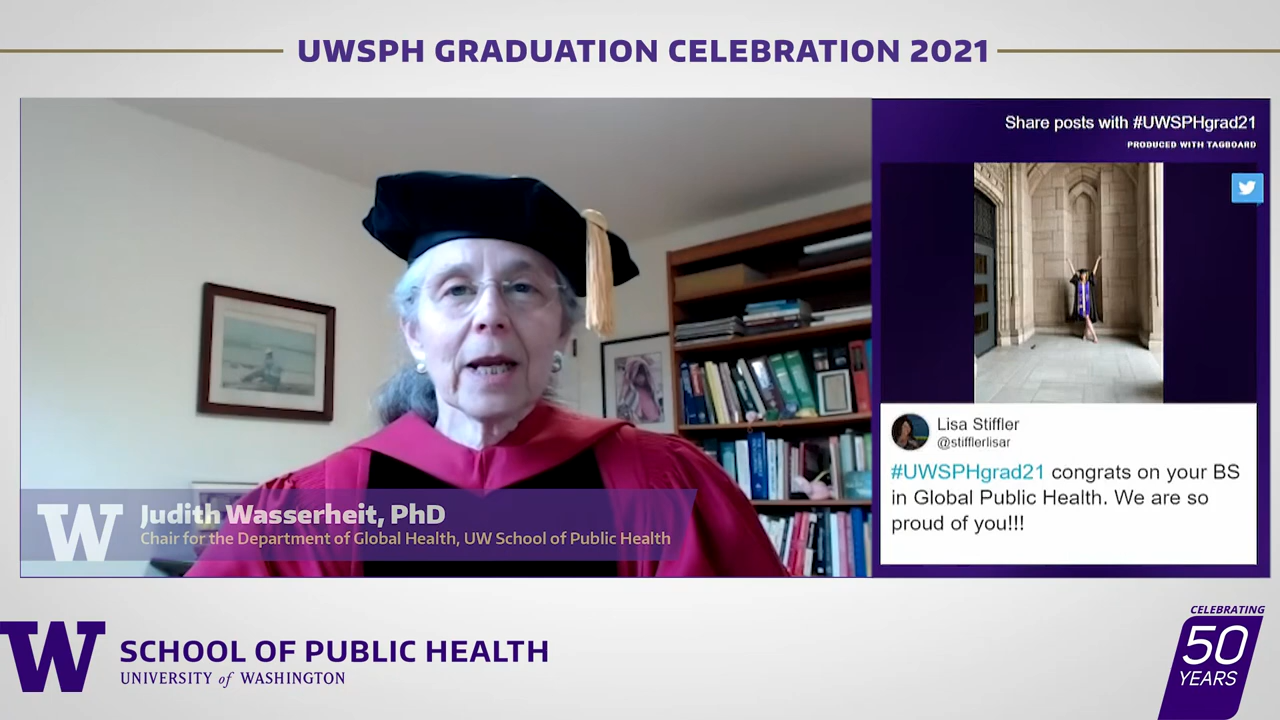 UWSPH GRADUATION CELEBRATION 2021
Share posts with #UWSPHgrad21
PRODUCED WITH TAGBOARD
Lisa Stiffler
@stifflerlisar
#UWSPHgrad21 congrats on your BS
in Global Public Health. We are so
proud of you!!!
W
Judith Wasserheit, PhD
Chair for the Department of Global Health, UW School of Public Health
W
SCHOOL OF PUBLIC HEALTH
UNIVERSITY of WASHINGTON
CELEBRATING
50
YEARS